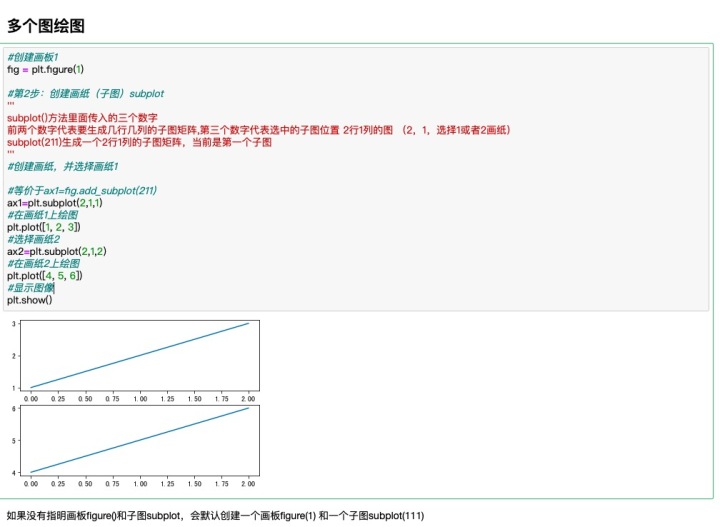 多个图绘图
#创建画板1
fig = plt.figure(1)
#第2步：创建画纸（子图）subplot
'''
subplot()方法里面传入的三个数字
前两个数字代表要生成几行几列的子图矩阵,第三个数字代表选中的子图位置 2行1列的图 （2，1，选择1或者2画纸）
subplot(211)生成一个2行1列的子图矩阵，当前是第一个子图
'''
#创建画纸，并选择画纸1
#等价于ax1=fig.add_subplot(211)
ax1=plt.subplot(2,1,1)
#在画纸1上绘图
plt.plot([1, 2, 3])
#选择画纸2
ax2=plt.subplot(2,1,2)
#在画纸2上绘图
plt.plot([4, 5, 6])
#显示图像
plt.show()
3
2
1
0.00 0.25 0.50 0.75 1.00 1.25 1.50 1.75 2.00
6
5
4
0.00 0.25 0.50 0.75 1.00 1.25 1.50 1.75 2.00
如果没有指明画板figure()和子图subplot，会默认创建一个画板figure(1) 和一个子图subplot(111)